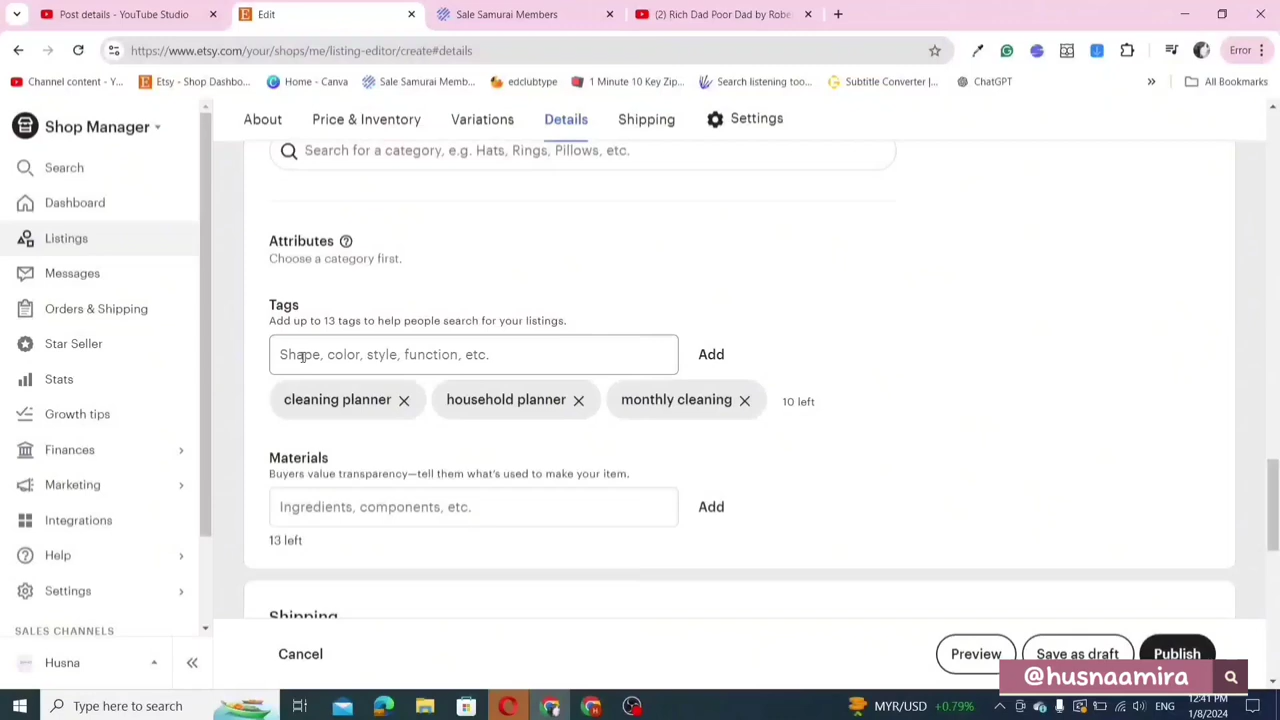 Post details - YouTube Studio
Edit
Sale Samurai Members
(2) Rich Dad Poor Dad by Robe
https://www.etsy.com/your/shops/me/listing-editor/create#details
Error
Channel content - Y...
Etsy - Shop Dashbo...
Home - Canva
Sale Samurai Memb...
edclubtype
1 Minute 10 Key Zip...
Search listening too...
Subtitle Converter |...
ChatGPT
All Bookmarks
Shop Manager
About
Price & Inventory
Variations
Details
Shipping
Settings
Search for a category, e.g. Hats, Rings, Pillows, etc.
Search
Dashboard
Listings
Messages
Orders & Shipping
Star Seller
Stats
Growth tips
Finances
Marketing
Integrations
Help
Settings
SALES CHANNELS
Husna
Attributes
Choose a category first.
Tags
Add up to 13 tags to help people search for your listings.
Shape, color, style, function, etc.
Add
cleaning planner
household planner
monthly cleaning
10 left
Materials
Buyers value transparency—tell them what's used to make your item.
Ingredients, components, etc.
Add
13 left
Shipping
Cancel
Preview
Save as draft
Publish
@husnaamira
Type here to search
MYR/USD +0.79%
ENG
12:41 PM
1/8/2024